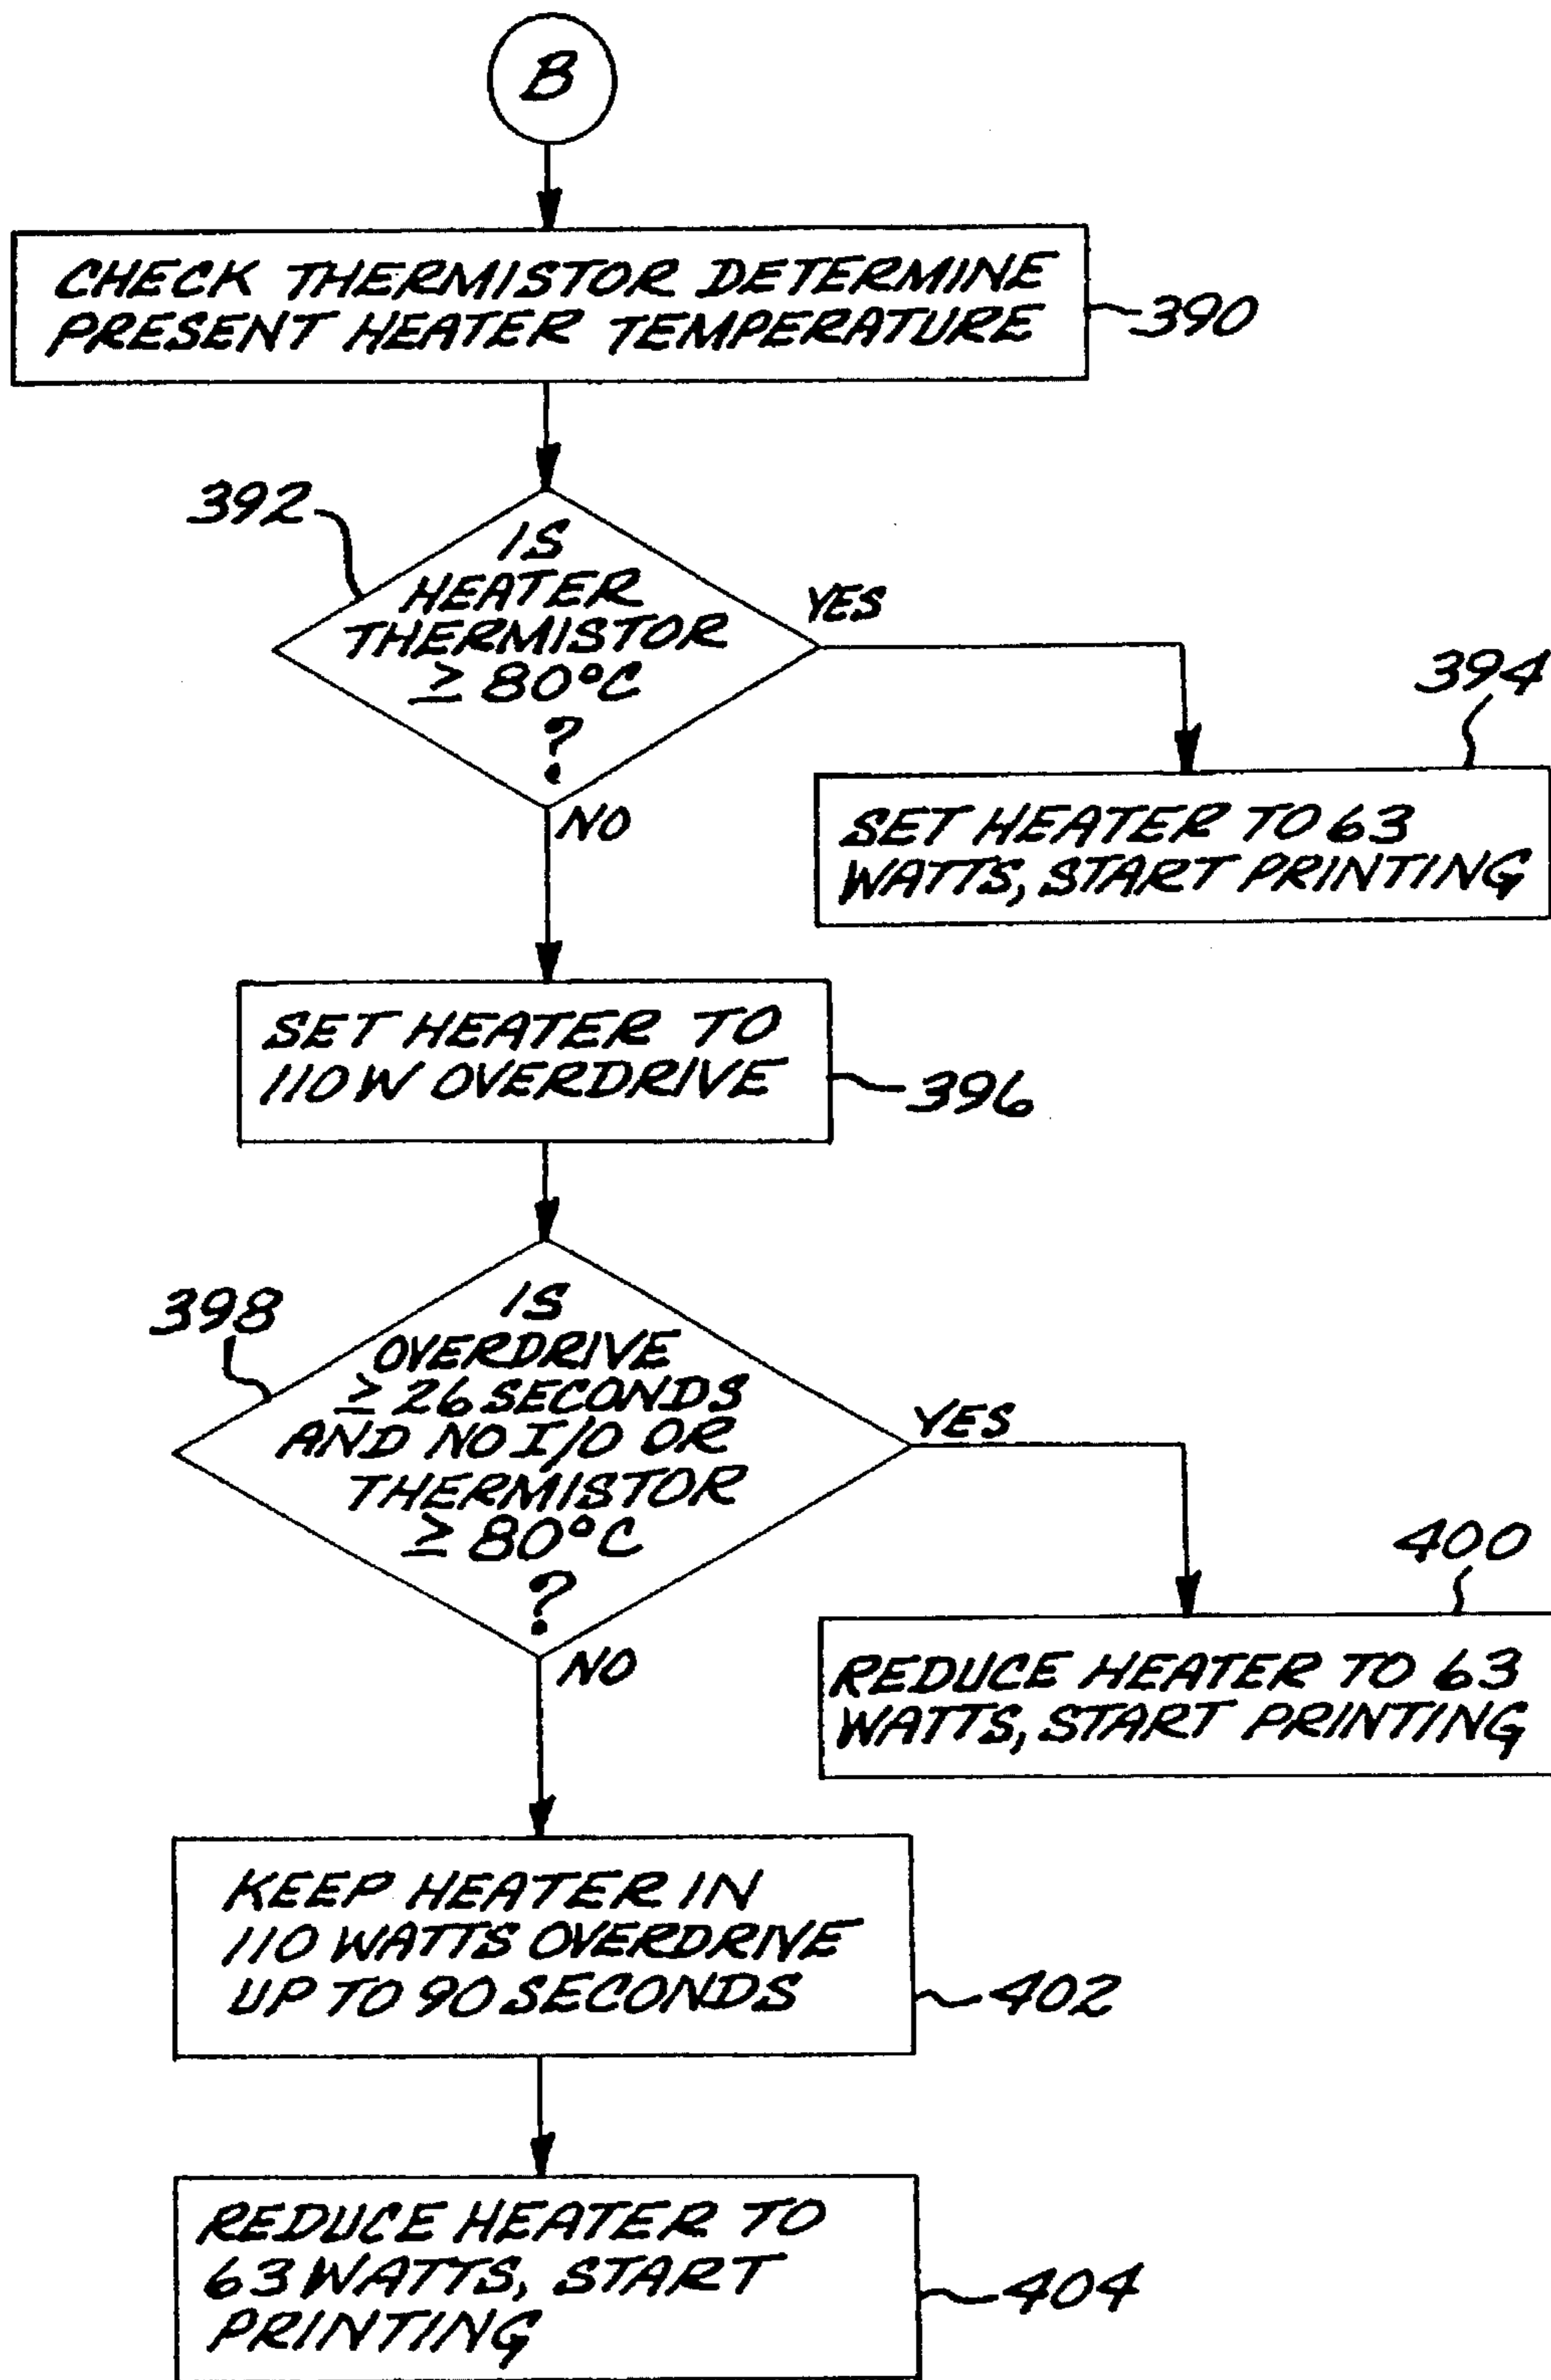 B
CHECK THERMISTOR DETERMINE
PRESENT HEATER TEMPERATURE
390
392
IS
HEATER
THERMISTOR
≥ 80°C
?
YES
NO
394
SET HEATER TO 63
WATTS, START PRINTING
SET HEATER TO
110W OVERDRIVE
396
398
IS
OVERDRIVE
≥ 26 SECONDS
AND NO I/O OR
THERMISTOR
≥ 80°C
?
YES
NO
400
REDUCE HEATER TO 63
WATTS, START PRINTING
KEEP HEATER IN
110 WATTS OVERDRIVE
UP TO 90 SECONDS
402
REDUCE HEATER TO
63 WATTS, START
PRINTING
404